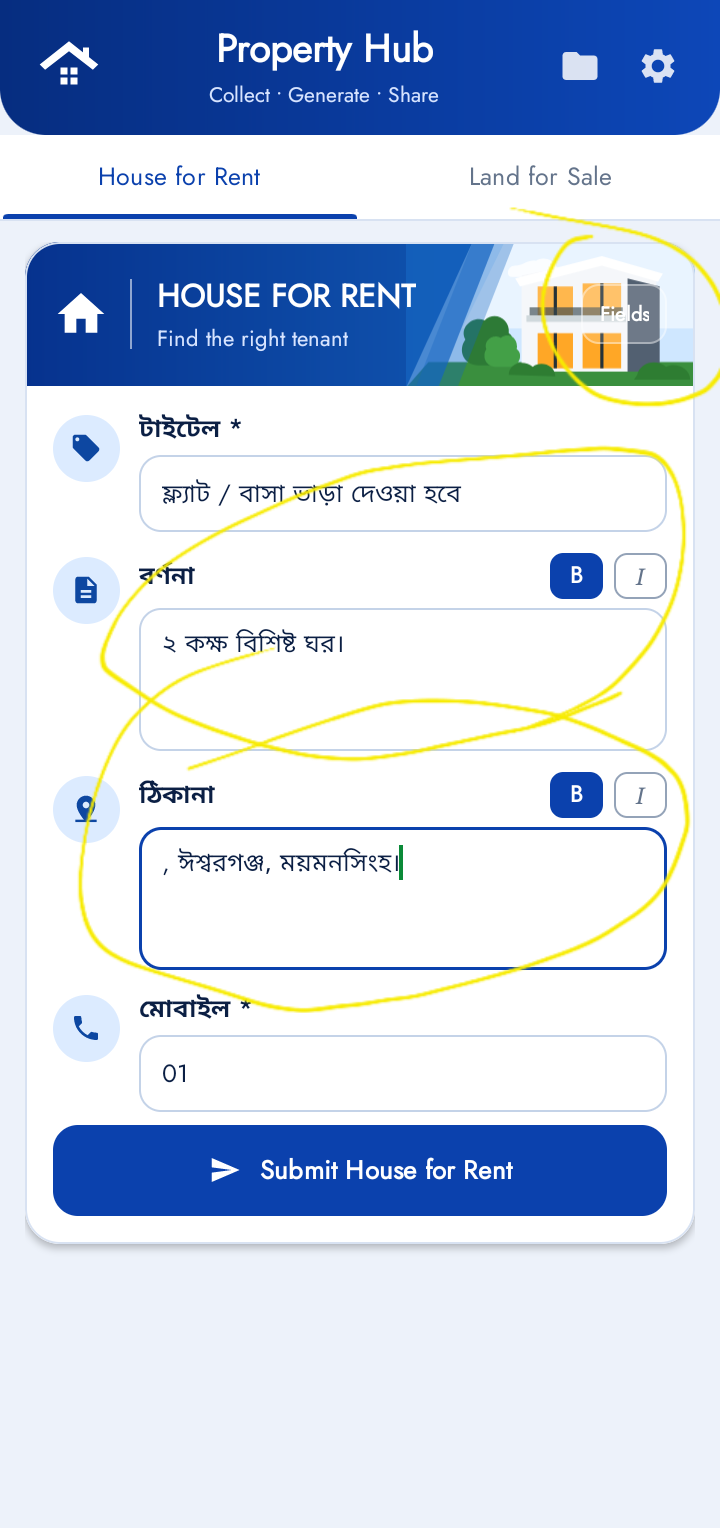 Property Hub
Collect · Generate · Share
House for Rent
Land for Sale
HOUSE FOR RENT
Find the right tenant
Fields
টাইটেল *
ফ্ল্যাট / বাসা ভাড়া দেওয়া হবে
বর্ণনা
B I
২ কক্ষ বিশিষ্ট ঘর।
ঠিকানা
B I
, ঈশ্বরগঞ্জ, ময়মনসিংহ।
মোবাইল *
01
Submit House for Rent